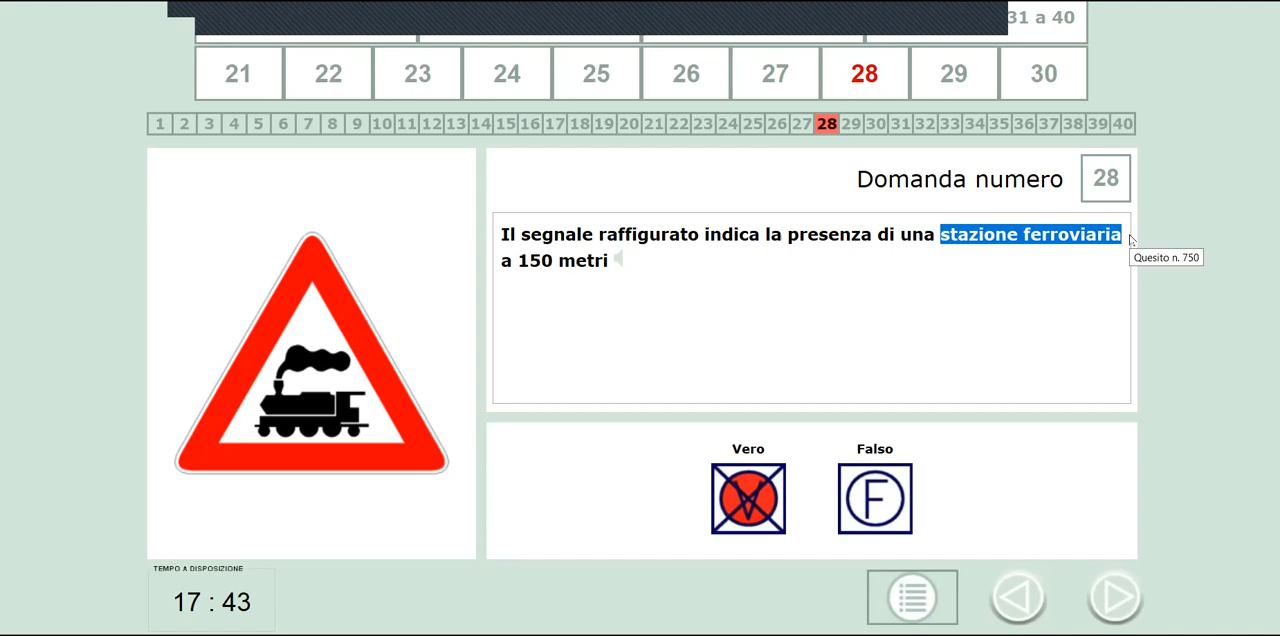 31 a 40
21 22 23 24 25 26 27 28 29 30
1 2 3 4 5 6 7 8 9 10 11 12 13 14 15 16 17 18 19 20 21 22 23 24 25 26 27 28 29 30 31 32 33 34 35 36 37 38 39 40
Domanda numero 28
Il segnale raffigurato indica la presenza di una stazione ferroviaria
a 150 metri
Quesito n. 750
Vero Falso
V F
TEMPO A DISPOSIZIONE
17 : 43